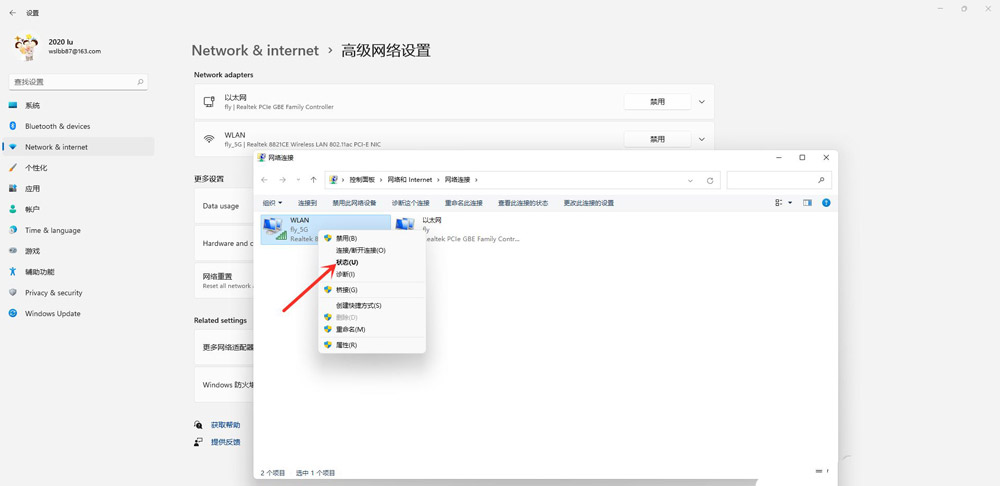 设置
2020 lu
wslbb87@163.com
查找设置
系统
Bluetooth & devices
Network & internet
个性化
应用
帐户
Time & language
游戏
辅助功能
Privacy & security
Windows Update
Network & internet › 高级网络设置
Network adapters
以太网
fly | Realtek PCIe GBE Family Controller
禁用
WLAN
fly_5G | Realtek 8821CE Wireless LAN 802.11ac PCI-E NIC
禁用
更多设置
Data usage
Hardware and c
网络重置
Reset all network
Related settings
更多网络适配器
Windows 防火墙
获取帮助
提供反馈
网络连接
控制面板 › 网络和 Internet › 网络连接 ›
组织 连接到 禁用此网络设备 诊断这个连接 重命名此连接 查看此连接的状态 更改此连接的设置
WLAN
fly_5G
Realtek 8
以太网
fly
ealtek PCIe GBE Family Contr...
禁用(B)
连接/断开连接(O)
状态(U)
诊断(I)
桥接(G)
创建快捷方式(S)
删除(D)
重命名(M)
属性(R)
2 个项目 选中 1 个项目